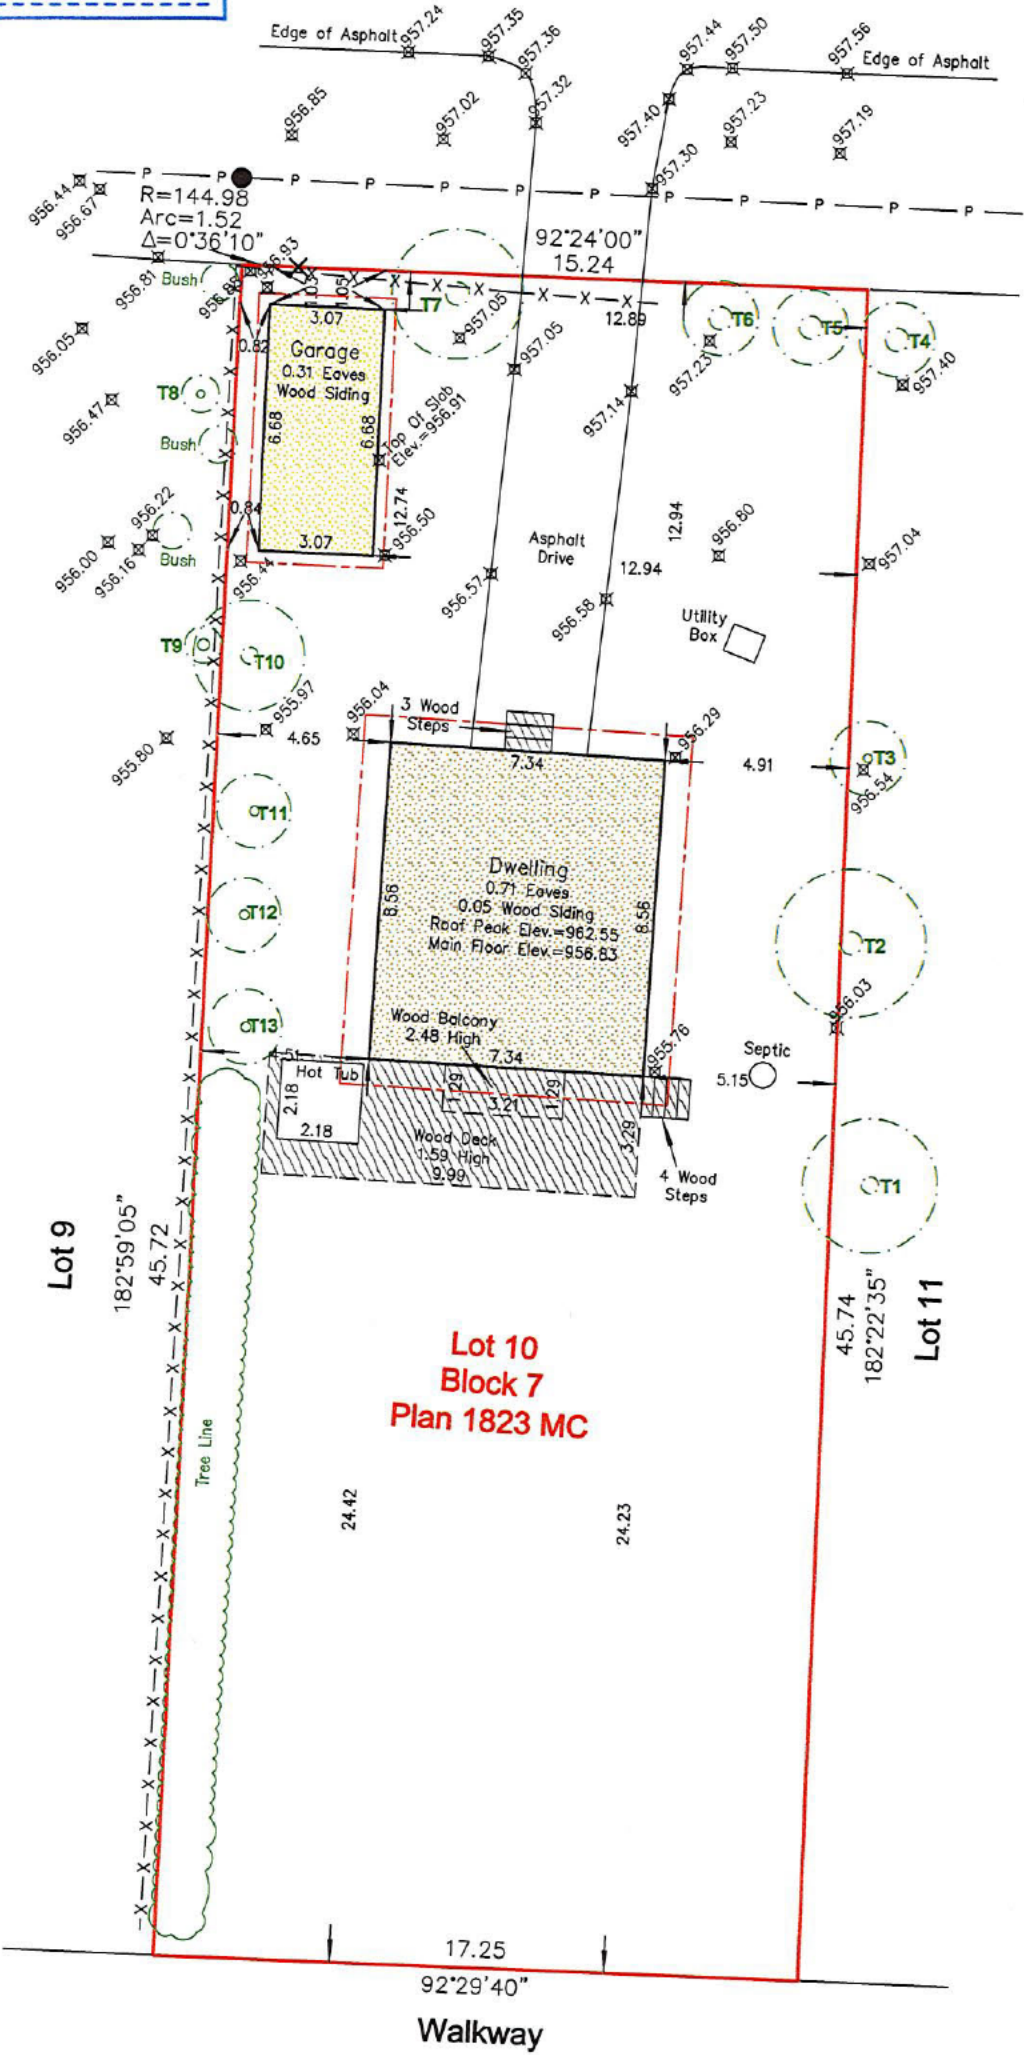 957.24
957.35
957.36
957.44
957.50
957.56
Edge of Asphalt
Edge of Asphalt
956.85
957.02
957.32
957.40
957.23
957.19
957.30
956.44
956.67
P P P P P P P P P P P
R=144.98
Arc=1.52
Δ=0°36'10"
92°24'00"
15.24
956.81
Bush
956.93
1.05
1.05
T7
957.05
957.05
12.89
T6
T5
T4
957.23
957.40
956.05
3.07
0.82
Garage
0.31 Eaves
Wood Siding
T8
956.47
Bush
6.68
6.68
Top Of Slab
Elev.=956.91
957.14
12.74
956.50
12.94
956.80
957.04
956.22
956.00
956.16
Bush
0.84
3.07
956.44
Asphalt
Drive
12.94
956.57
956.58
Utility
Box
T9
T10
955.97
956.04
4.65
3 Wood
Steps
7.34
956.29
4.91
T3
956.54
955.80
T11
8.56
8.56
Dwelling
0.71 Eaves
0.05 Wood Siding
Roof Peak Elev.=962.55
Main Floor Elev.=956.83
T12
T2
T13
956.03
Wood Balcony
2.48 High
7.34
955.76
Septic
5.15
4.51
Hot Tub
2.18
2.18
1.29
3.21
1.29
Wood Deck
1.59 High
9.99
3.29
4 Wood
Steps
T1
Lot 9
182°59'05"
45.72
45.74
182°22'35"
Lot 11
Lot 10
Block 7
Plan 1823 MC
Tree Line
24.42
24.23
17.25
92°29'40"
Walkway